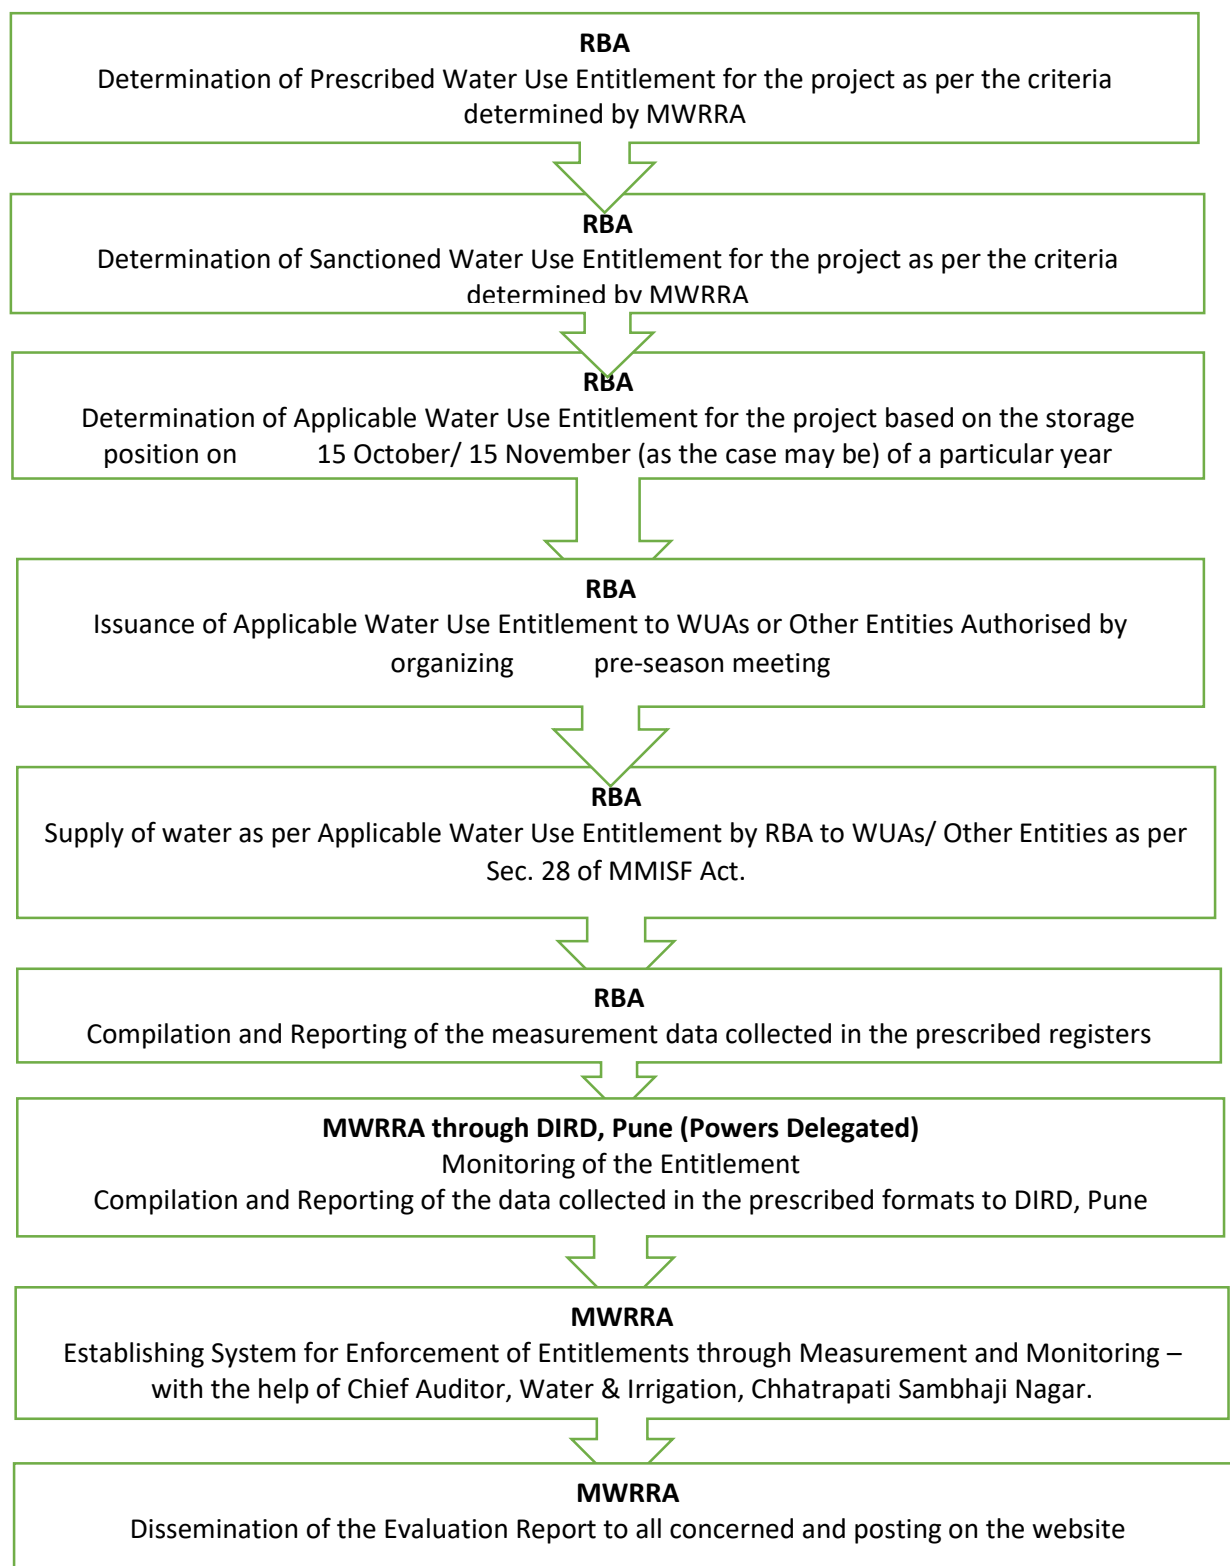 RBA
Determination of Prescribed Water Use Entitlement for the project as per the criteria
determined by MWRRA
RBA
Determination of Sanctioned Water Use Entitlement for the project as per the criteria
determined by MWRRA
RBA
Determination of Applicable Water Use Entitlement for the project based on the storage
position on 15 October/ 15 November (as the case may be) of a particular year
RBA
Issuance of Applicable Water Use Entitlement to WUAs or Other Entities Authorised by
organizing pre-season meeting
RBA
Supply of water as per Applicable Water Use Entitlement by RBA to WUAs/ Other Entities as per
Sec. 28 of MMISF Act.
RBA
Compilation and Reporting of the measurement data collected in the prescribed registers
MWRRA through DIRD, Pune (Powers Delegated)
Monitoring of the Entitlement
Compilation and Reporting of the data collected in the prescribed formats to DIRD, Pune
MWRRA
Establishing System for Enforcement of Entitlements through Measurement and Monitoring –
with the help of Chief Auditor, Water & Irrigation, Chhatrapati Sambhaji Nagar.
MWRRA
Dissemination of the Evaluation Report to all concerned and posting on the website